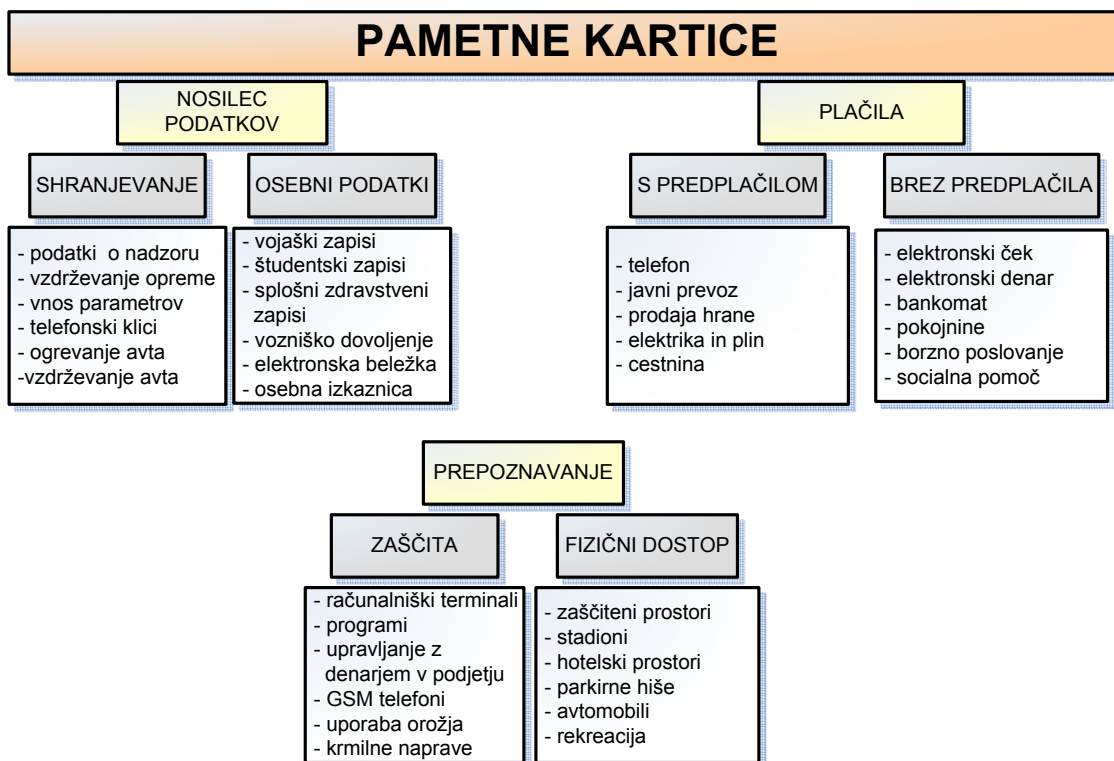 PAMETNE KARTICE
NOSILEC
PODATKOV
SHRANJEVANJE
- podatki o nadzoru
- vzdrževanje opreme
- vnos parametrov
- telefonski klici
- ogrevanje avta
-vzdrževanje avta
OSEBNI PODATKI
- vojaški zapisi
- študentski zapisi
- splošni zdravstveni
zapisi
- vozniško dovoljenje
- elektronska beležka
- osebna izkaznica
PLAČILA
S PREDPLAČILOM
- telefon
- javni prevoz
- prodaja hrane
- elektrika in plin
- cestnina
BREZ PREDPLAČILA
- elektronski ček
- elektronski denar
- bankomat
- pokojnine
- borzno poslovanje
- socialna pomoč
PREPOZNAVANJE
ZAŠČITA
- računalniški terminali
- programi
- upravljanje z
denarjem v podjetju
- GSM telefoni
- uporaba orožja
- krmilne naprave
FIZIČNI DOSTOP
- zaščiteni prostori
- stadioni
- hotelski prostori
- parkirne hiše
- avtomobili
- rekreacija